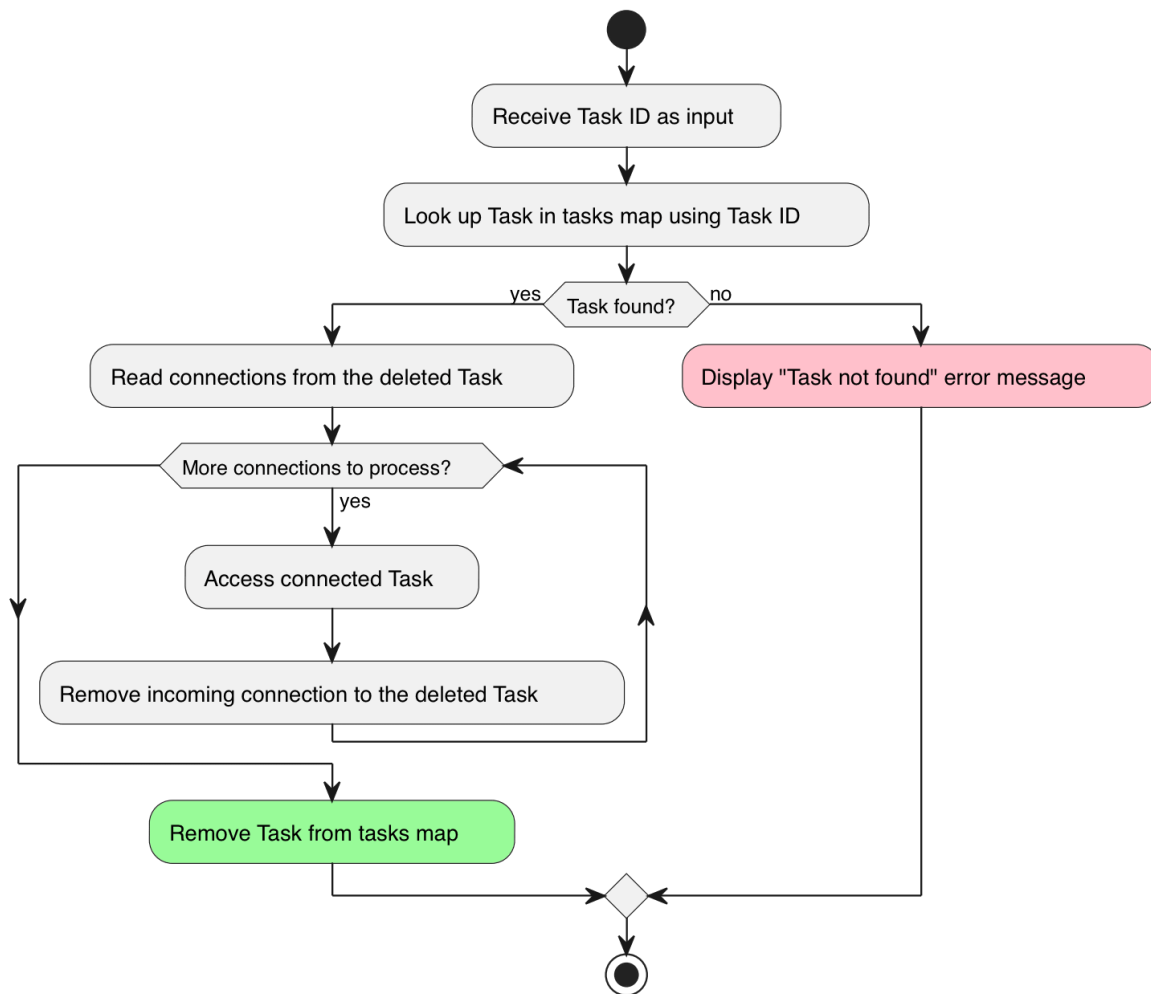 Receive Task ID as input
Look up Task in tasks map using Task ID
yes
Task found?
no
Read connections from the deleted Task
Display "Task not found" error message
More connections to process?
yes
Access connected Task
Remove incoming connection to the deleted Task
Remove Task from tasks map